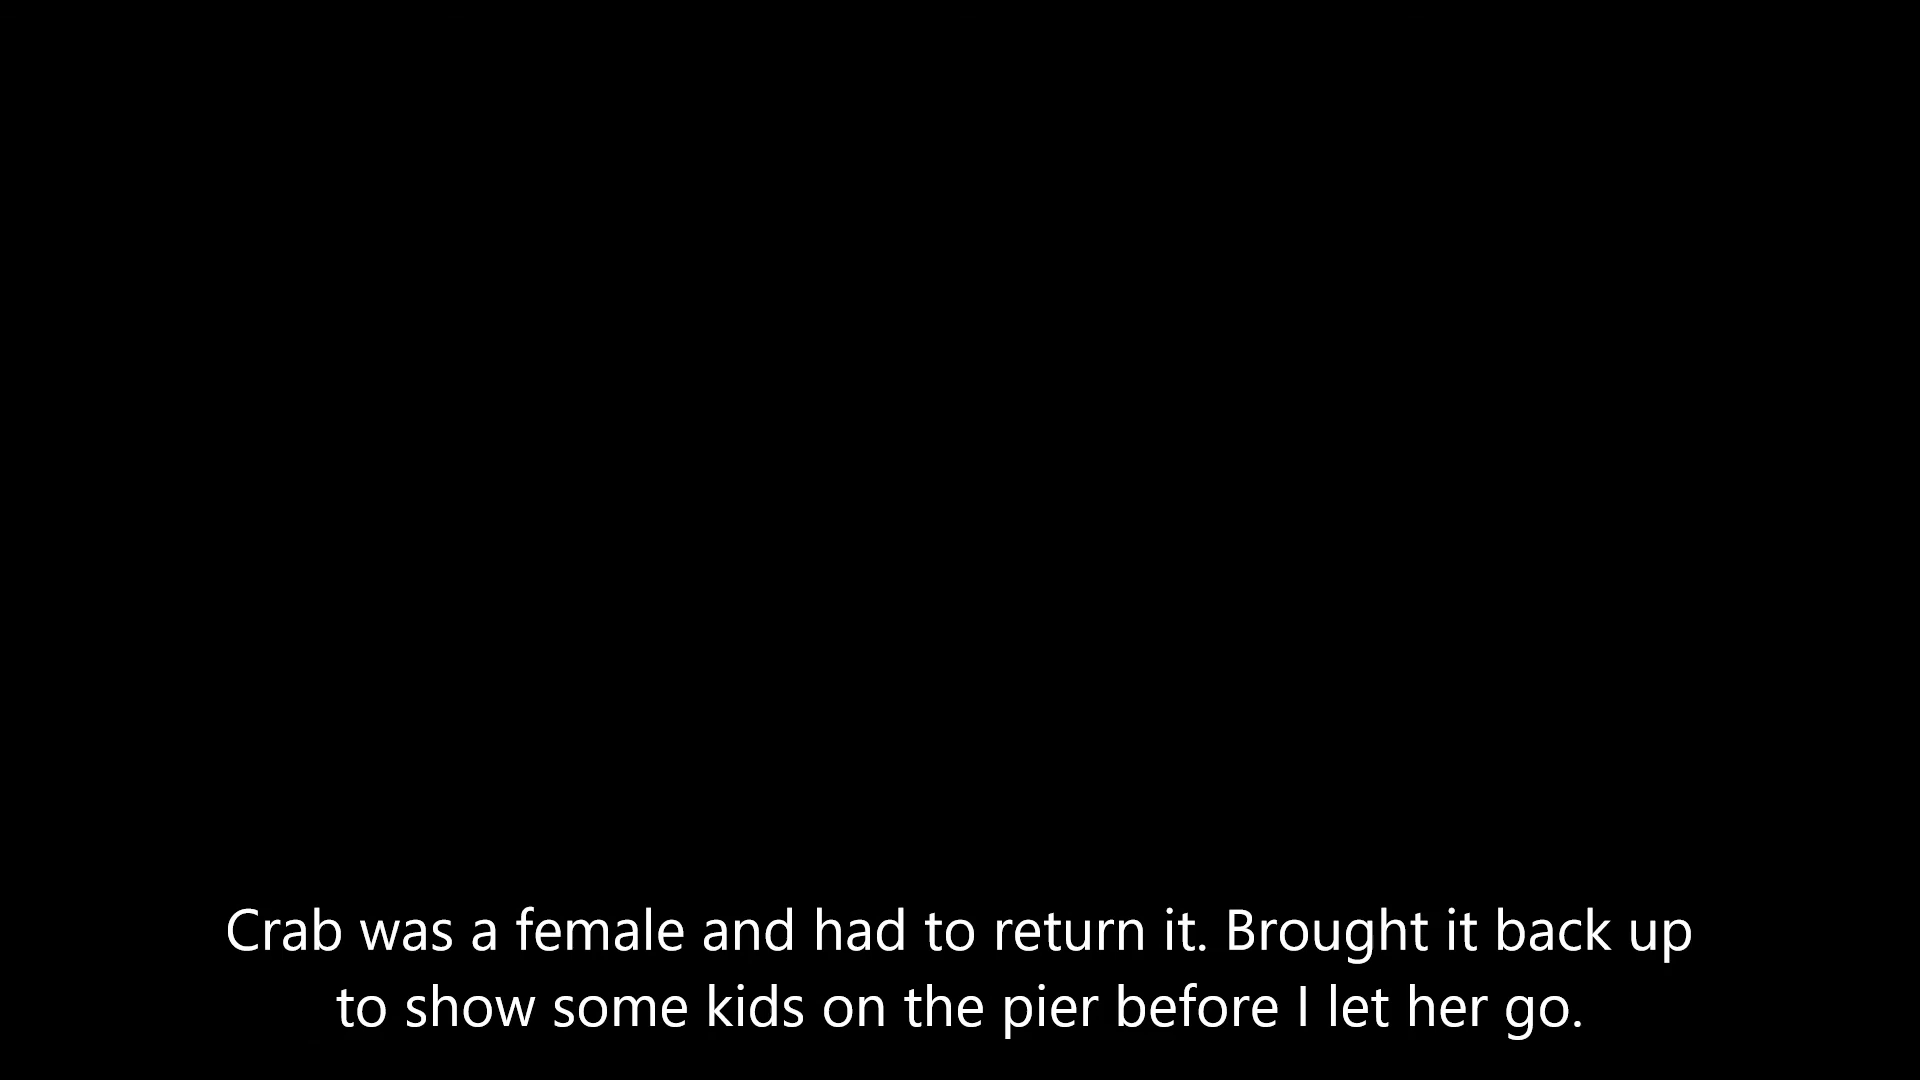 Crab was a female and had to return it. Brought it back up
to show some kids on the pier before I let her go.